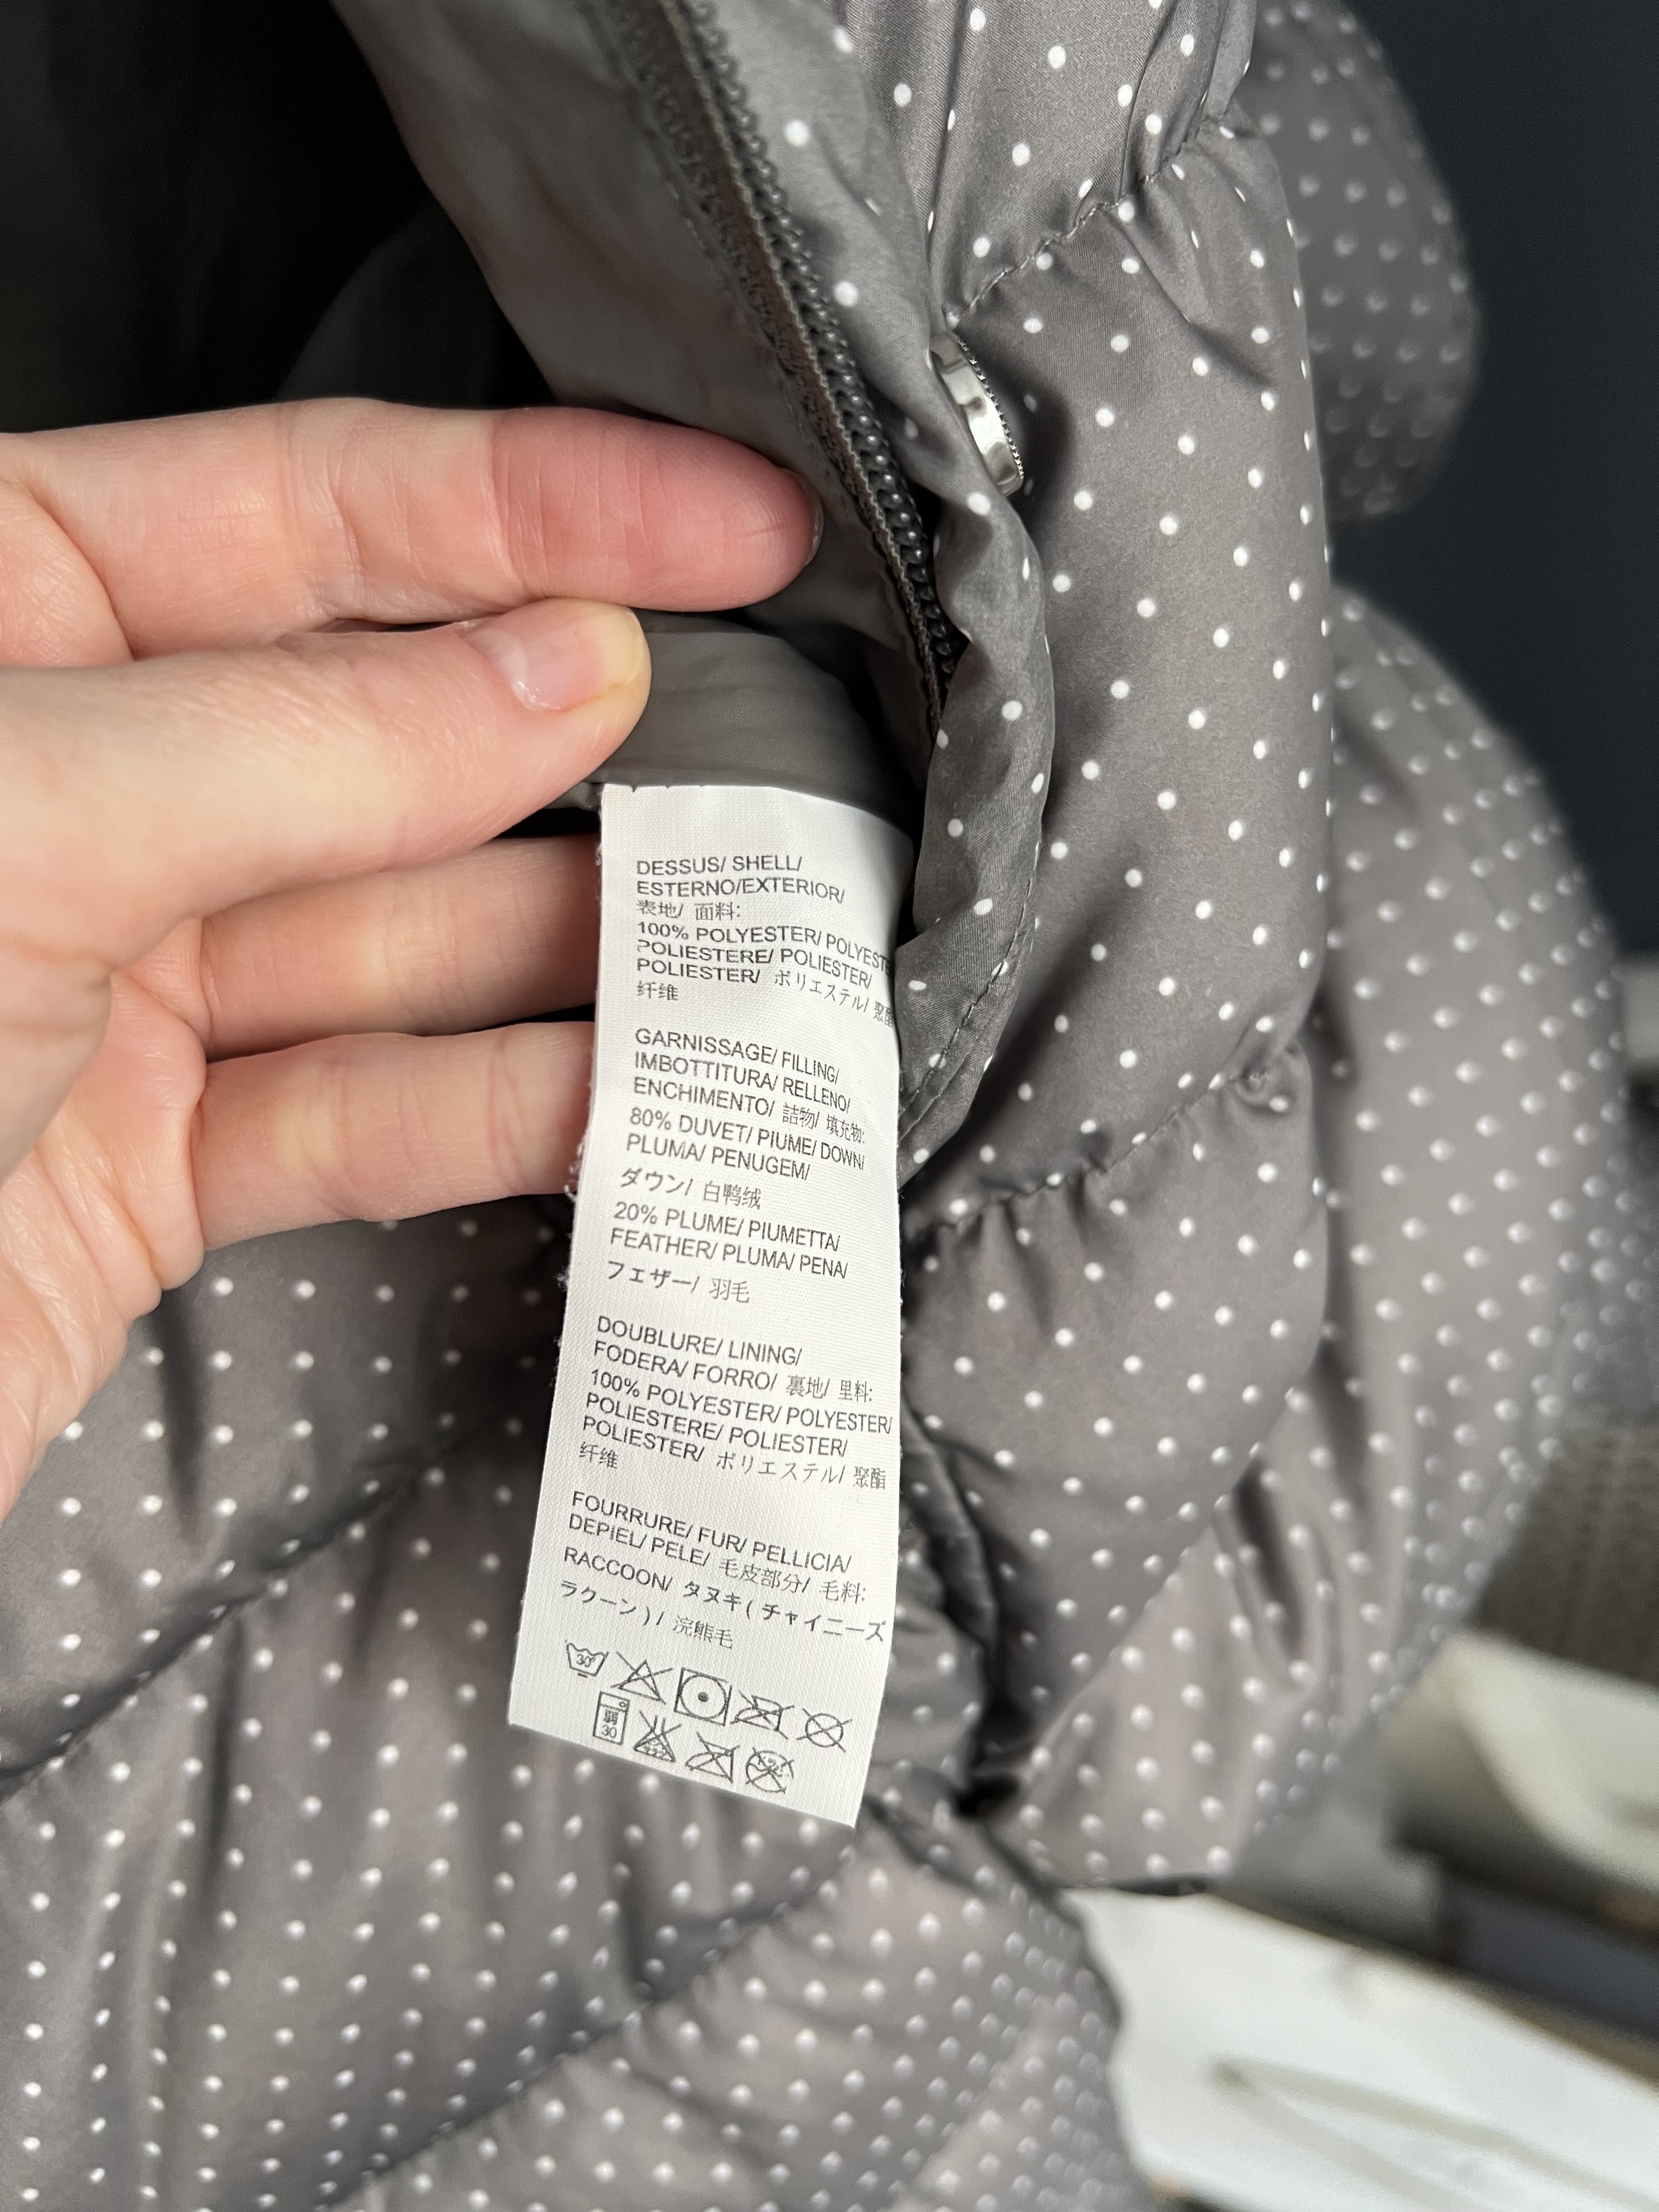 DESSUS/ SHELL/
ESTERNO/EXTERIOR/
表地/ 面料:
100% POLYESTER/
POLIESTERE/ POLIESTER/
POLIESTER/ ポリエステル/
纤维
GARNISSAGE/ FILLING/
IMBOTTITURA/ RELLENO/
ENCHIMENTO/ 詰物/ 填充物:
80% DUVET/ PIUME/ DOWN/
PLUMA/ PENUGEM/
ダウン/ 白鸭绒
20% PLUME/ PIUMETTA/
FEATHER/ PLUMA/ PENA/
フェザー/ 羽毛
DOUBLURE/ LINING/
FODERA/ FORRO/ 裏地/ 里料:
100% POLYESTER/ POLYESTER/
POLIESTERE/ POLIESTER/
POLIESTER/ ポリエステル/ 聚酯
纤维
FOURRURE/ FUR/ PELLICIA/
DEPIEL/ PELE/ 毛皮部分/ 毛料:
RACCOON/ タヌキ( チャイニーズ
ラクーン)/ 浣熊毛
30°
弱
30